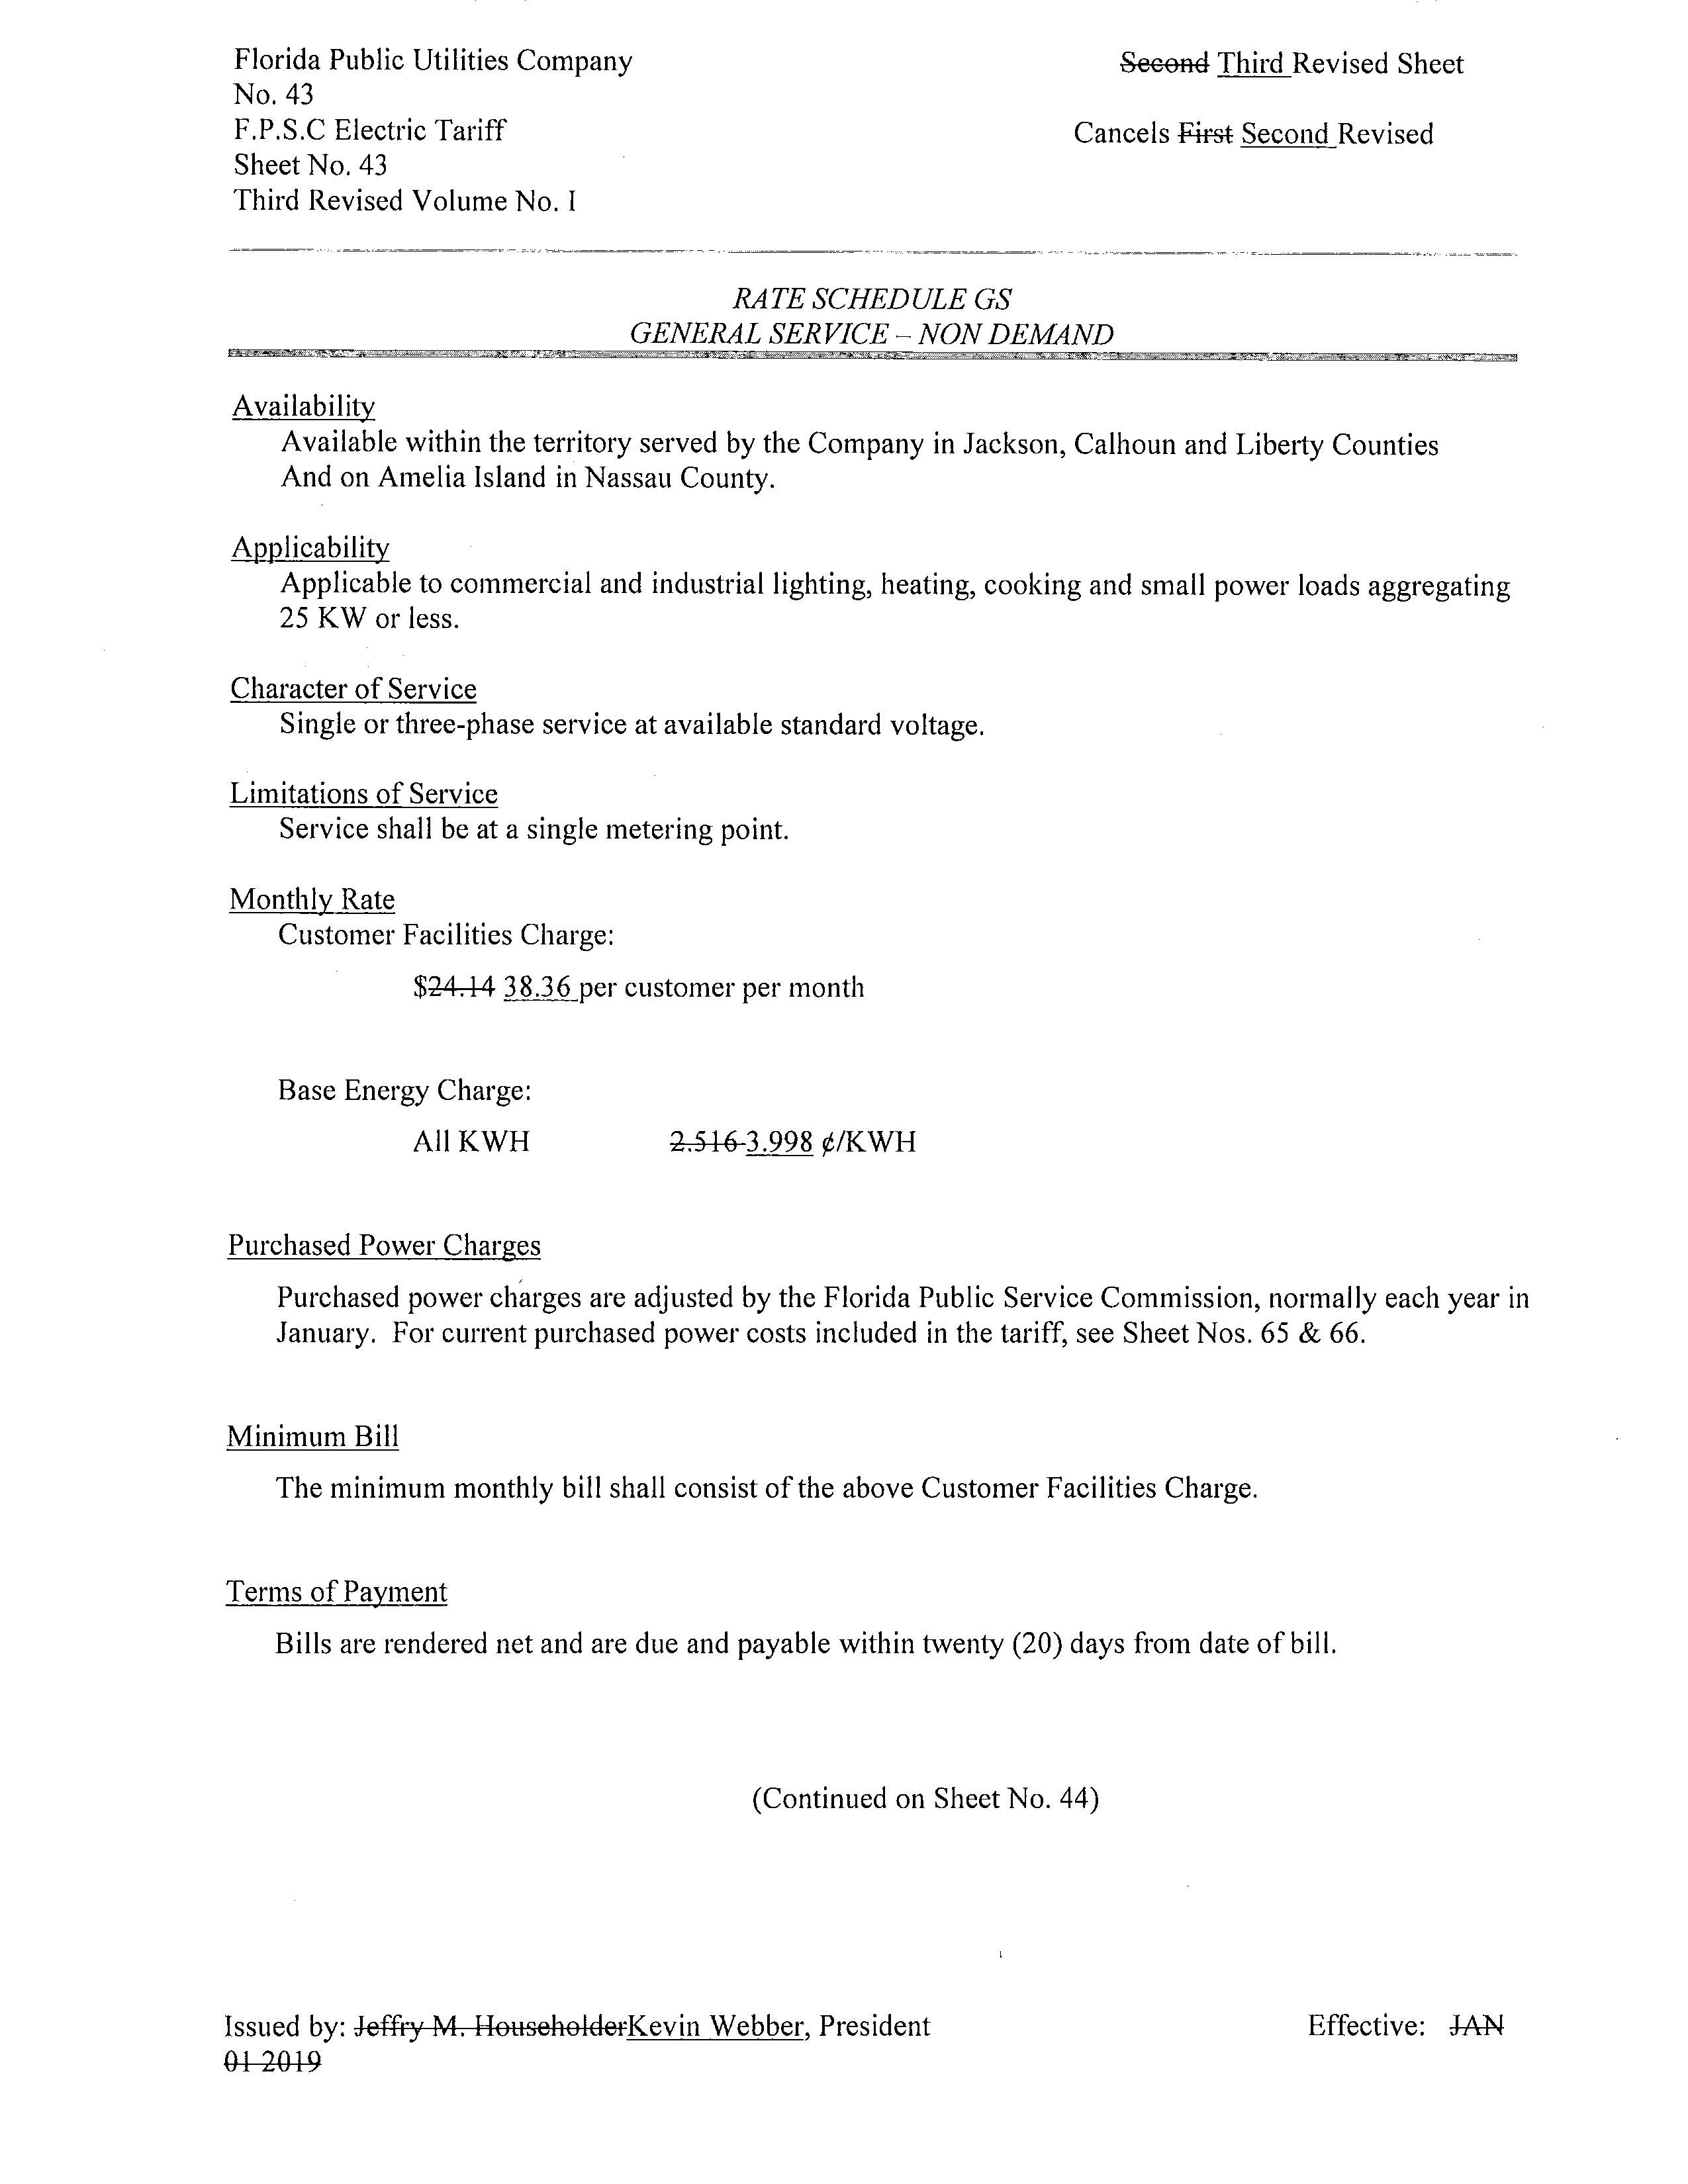 Florida Public Utilities Company Second Third Revised Sheet
No. 43
F.P.S.C Electric Tariff Cancels First Second Revised
Sheet No. 43
Third Revised Volume No. I
RATE SCHEDULE GS
GENERAL SERVICE – NON DEMAND
Availability
Available within the territory served by the Company in Jackson, Calhoun and Liberty Counties
And on Amelia Island in Nassau County.
Applicability
Applicable to commercial and industrial lighting, heating, cooking and small power loads aggregating
25 KW or less.
Character of Service
Single or three-phase service at available standard voltage.
Limitations of Service
Service shall be at a single metering point.
Monthly Rate
Customer Facilities Charge:
$24.14 38.36 per customer per month
Base Energy Charge:
All KWH 2.516 3.998 ¢/KWH
Purchased Power Charges
Purchased power charges are adjusted by the Florida Public Service Commission, normally each year in
January. For current purchased power costs included in the tariff, see Sheet Nos. 65 & 66.
Minimum Bill
The minimum monthly bill shall consist of the above Customer Facilities Charge.
Terms of Payment
Bills are rendered net and are due and payable within twenty (20) days from date of bill.
(Continued on Sheet No. 44)
Issued by: Jeffry M. HouseholderKevin Webber, President Effective: JAN
01 2019